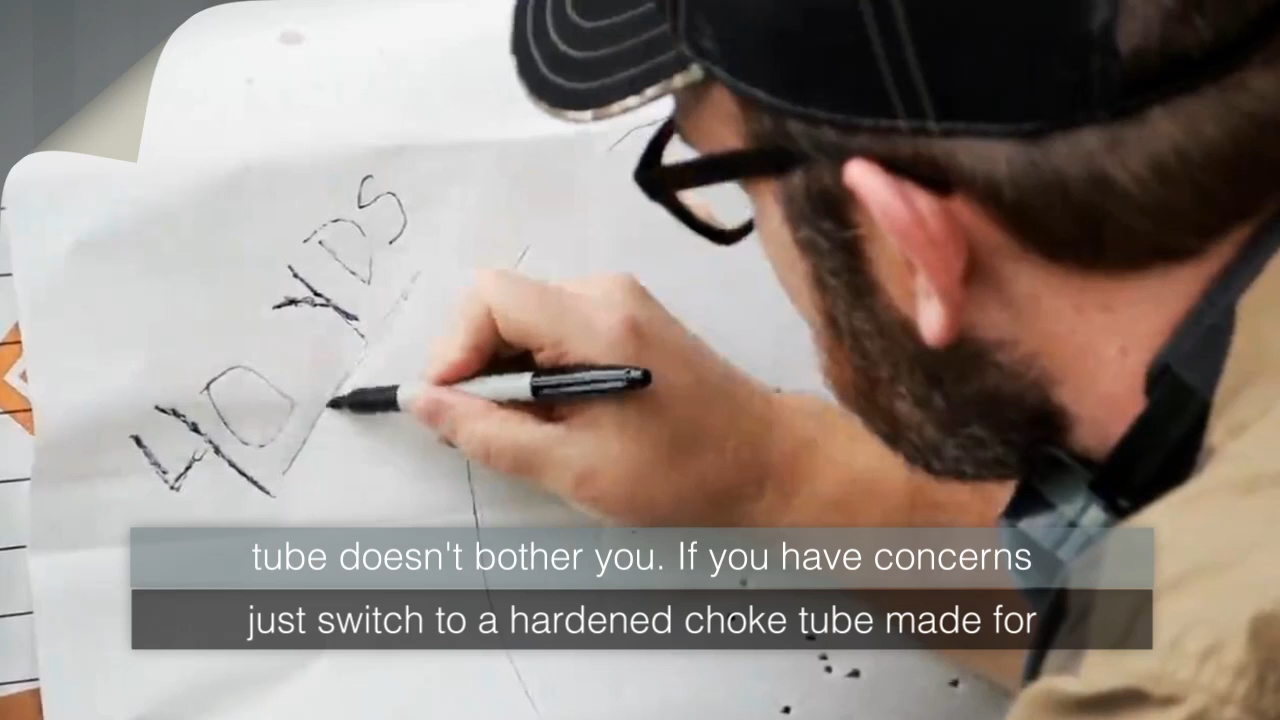 40 YDS
tube doesn't bother you. If you have concerns
just switch to a hardened choke tube made for